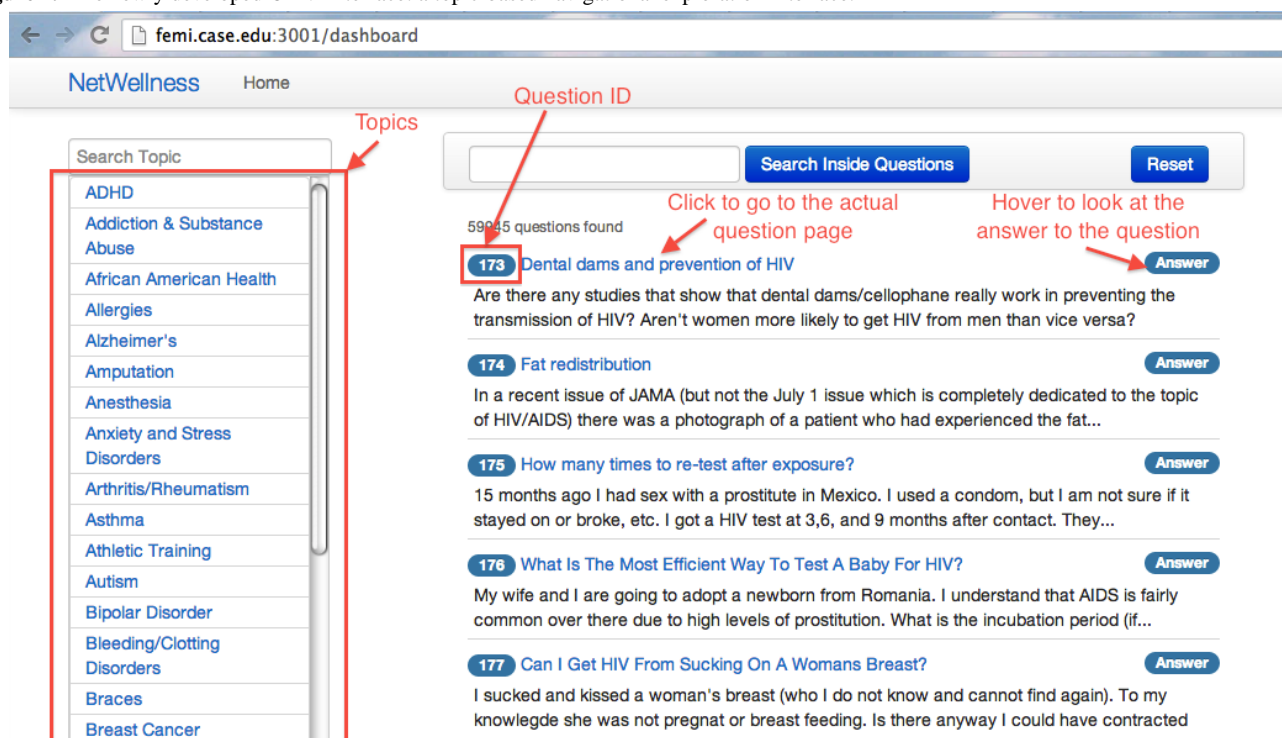 femi.case.edu:3001/dashboard
NetWellness Home
Question ID
Topics
Search Topic
Search Inside Questions Reset
ADHD
Addiction & Substance
Abuse
African American Health
Allergies
Alzheimer's
Amputation
Anesthesia
Anxiety and Stress
Disorders
Arthritis/Rheumatism
Asthma
Athletic Training
Autism
Bipolar Disorder
Bleeding/Clotting
Disorders
Braces
Breast Cancer
Click to go to the actual
question page
Hover to look at the
answer to the question
questions found
173 Dental dams and prevention of HIV Answer
Are there any studies that show that dental dams/cellophane really work in preventing the
transmission of HIV? Aren't women more likely to get HIV from men than vice versa?
174 Fat redistribution Answer
In a recent issue of JAMA (but not the July 1 issue which is completely dedicated to the topic
of HIV/AIDS) there was a photograph of a patient who had experienced the fat...
175 How many times to re-test after exposure? Answer
15 months ago I had sex with a prostitute in Mexico. I used a condom, but I am not sure if it
stayed on or broke, etc. I got a HIV test at 3,6, and 9 months after contact. They...
176 What Is The Most Efficient Way To Test A Baby For HIV? Answer
My wife and I are going to adopt a newborn from Romania. I understand that AIDS is fairly
common over there due to high levels of prostitution. What is the incubation period (if...
177 Can I Get HIV From Sucking On A Womans Breast? Answer
I sucked and kissed a woman's breast (who I do not know and cannot find again). To my
knowlegde she was not pregnat or breast feeding. Is there anyway I could have contracted